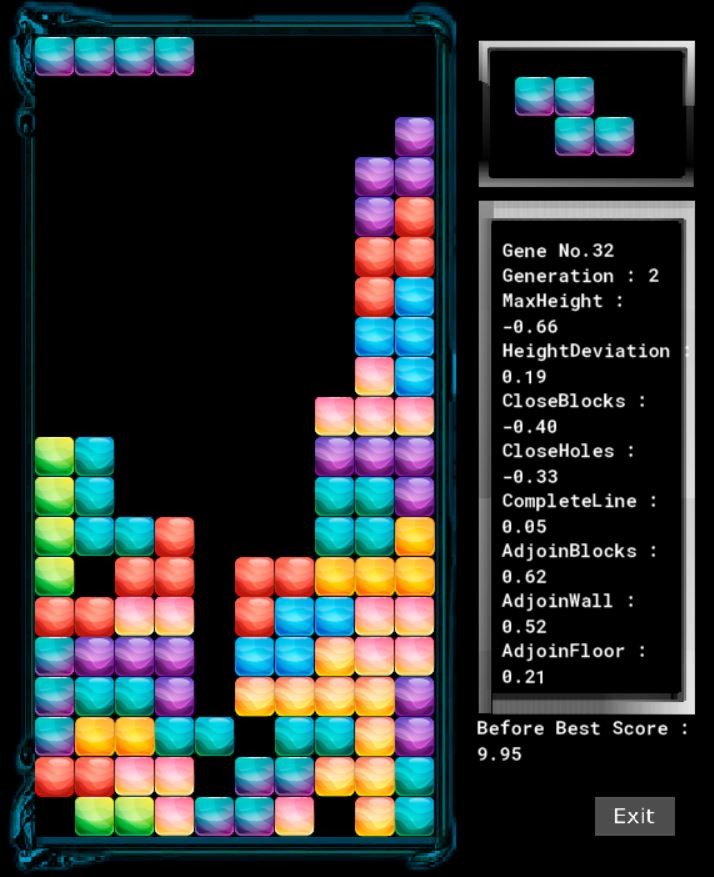 Gene No.32
Generation : 2
MaxHeight :
-0.66
HeightDeviation :
0.19
CloseBlocks :
-0.40
CloseHoles :
-0.33
CompleteLine :
0.05
AdjoinBlocks :
0.62
AdjoinWall :
0.52
AdjoinFloor :
0.21
Before Best Score :
9.95
Exit